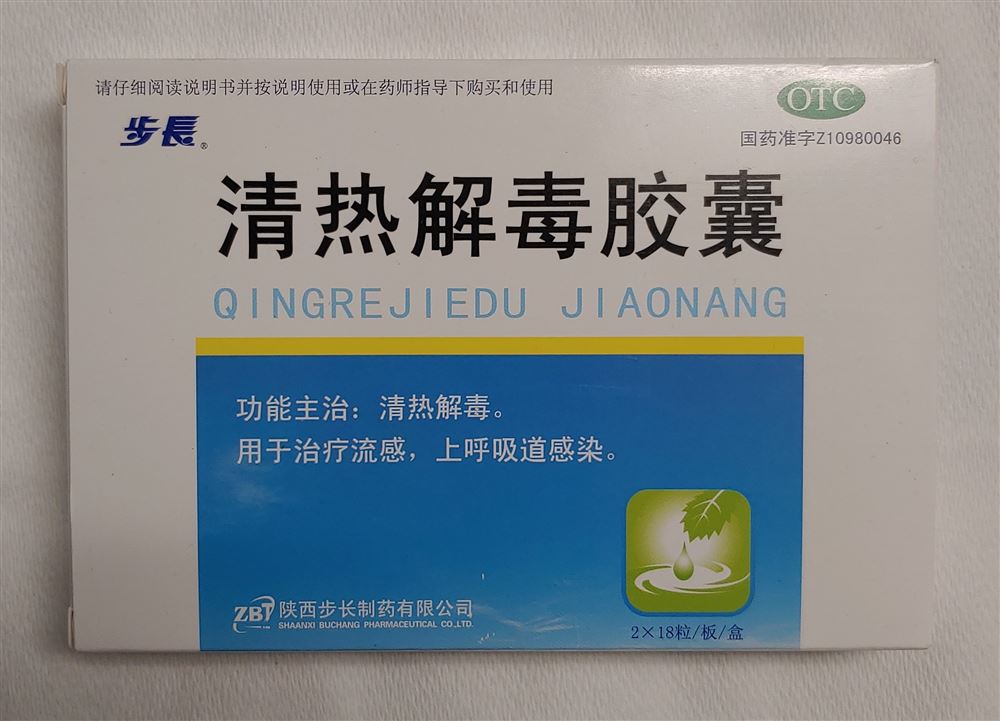 请仔细阅读说明书并按说明使用或在药师指导下购买和使用
OTC
国药准字Z10980046
步長®
清热解毒胶囊
QINGREJIEDU JIAONANG
功能主治：清热解毒。
用于治疗流感，上呼吸道感染。
ZBT 陕西步长制药有限公司
SHAANXI BUCHANG PHARMACEUTICAL CO.,LTD.
2×18粒/板/盒